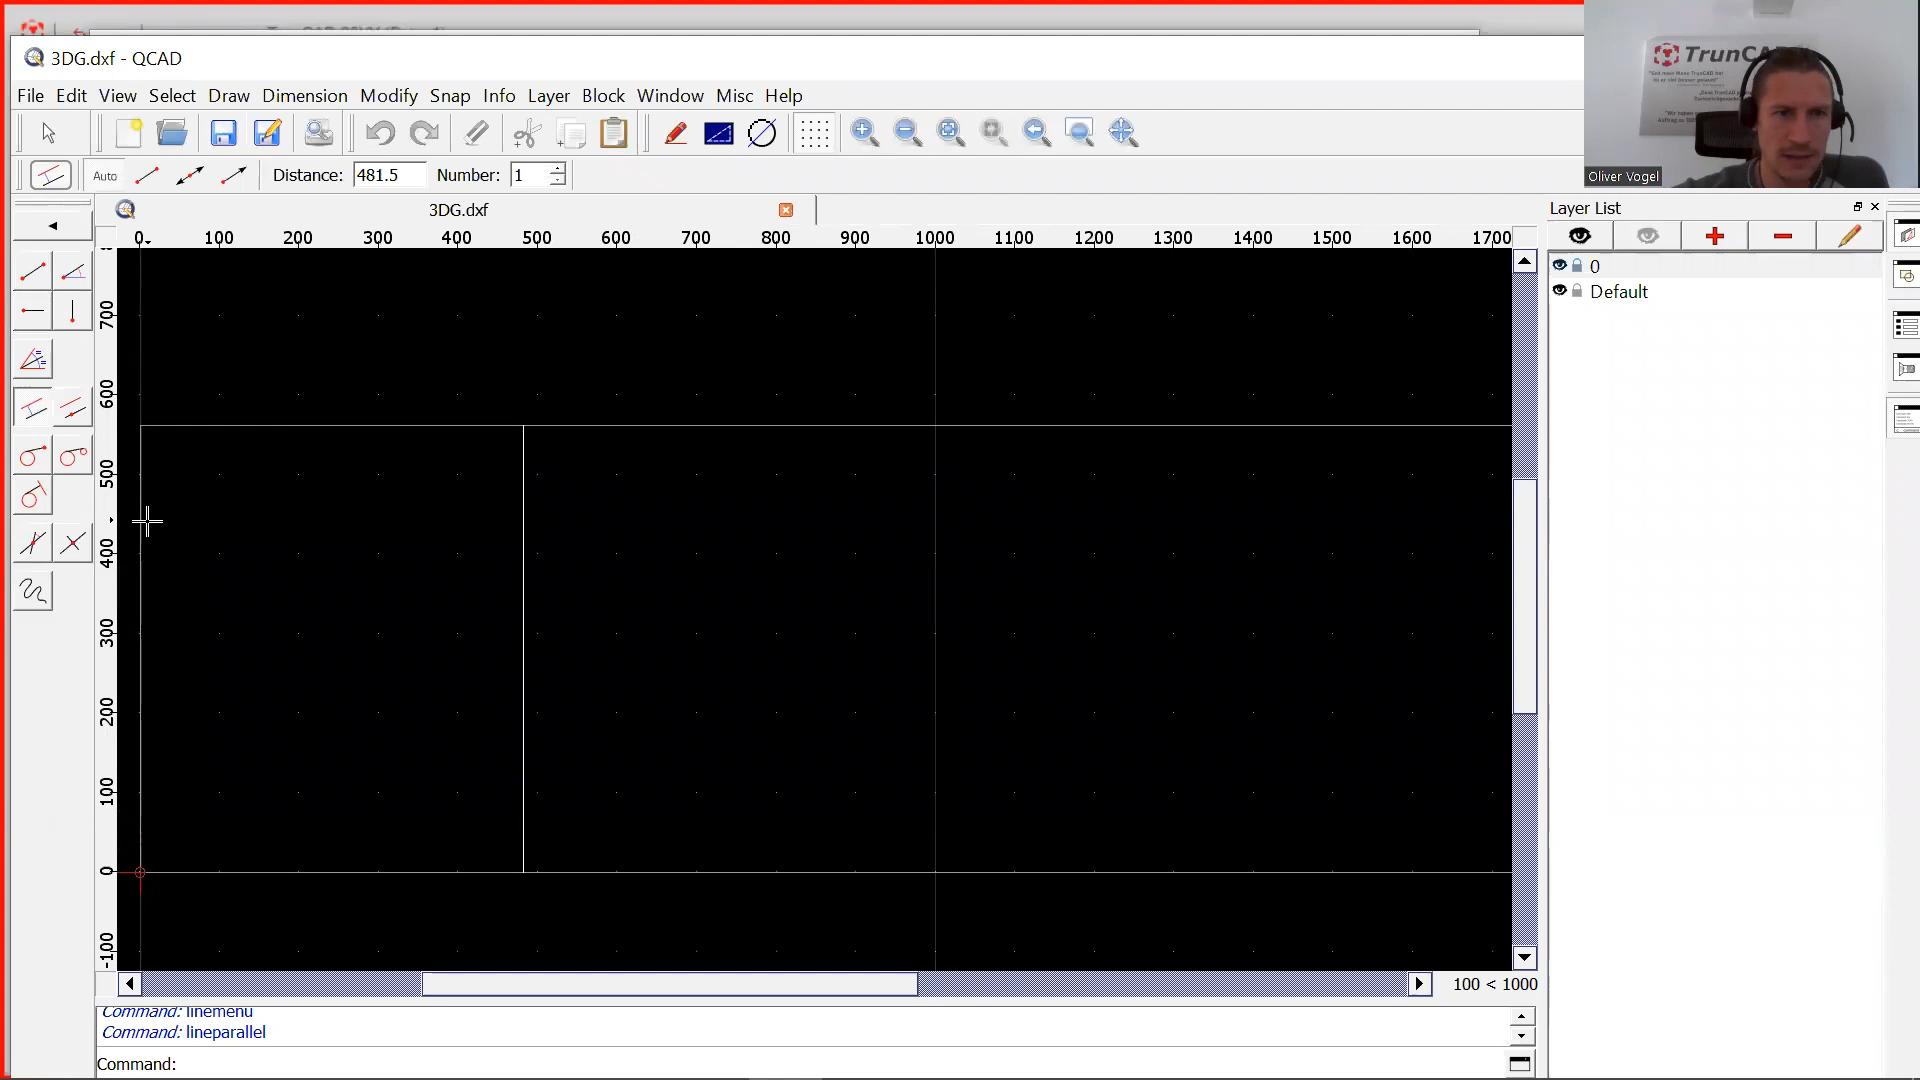 3DG.dxf - QCAD
TrunCAD
File Edit View Select Draw Dimension Modify Snap Info Layer Block Window Misc Help
Oliver Vogel
Auto Distance: 481.5 Number: 1
3DG.dxf
Layer List
0 100 200 300 400 500 600 700 800 900 1000 1100 1200 1300 1400 1500 1600 1700
0
Default
700
600
500
400
300
200
100
0
-100
100 < 1000
Command: linemenu
Command: lineparallel
Command: